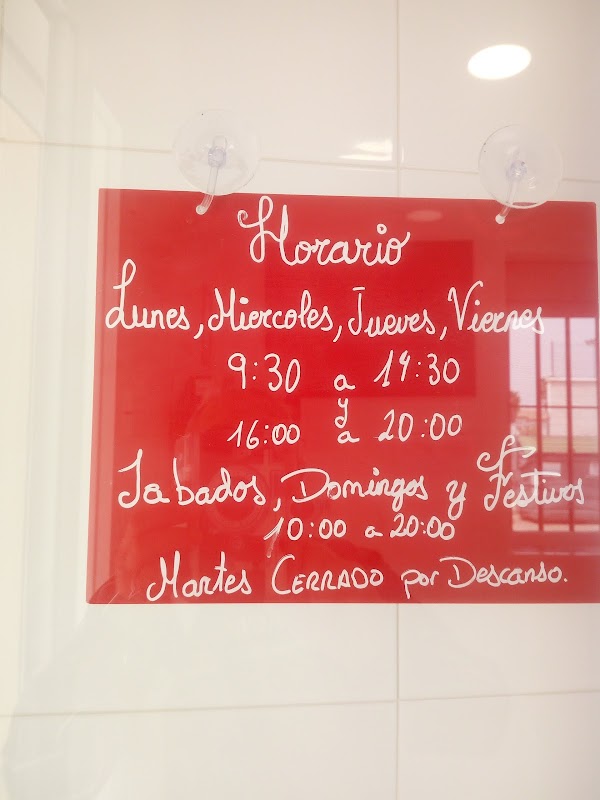 Horario
Lunes, Miercoles, Jueves, Viernes
9:30 a 14:30
y
16:00 a 20:00
Sabados, Domingos y Festivos
10:00 a 20:00
Martes CERRADO por Descanso.